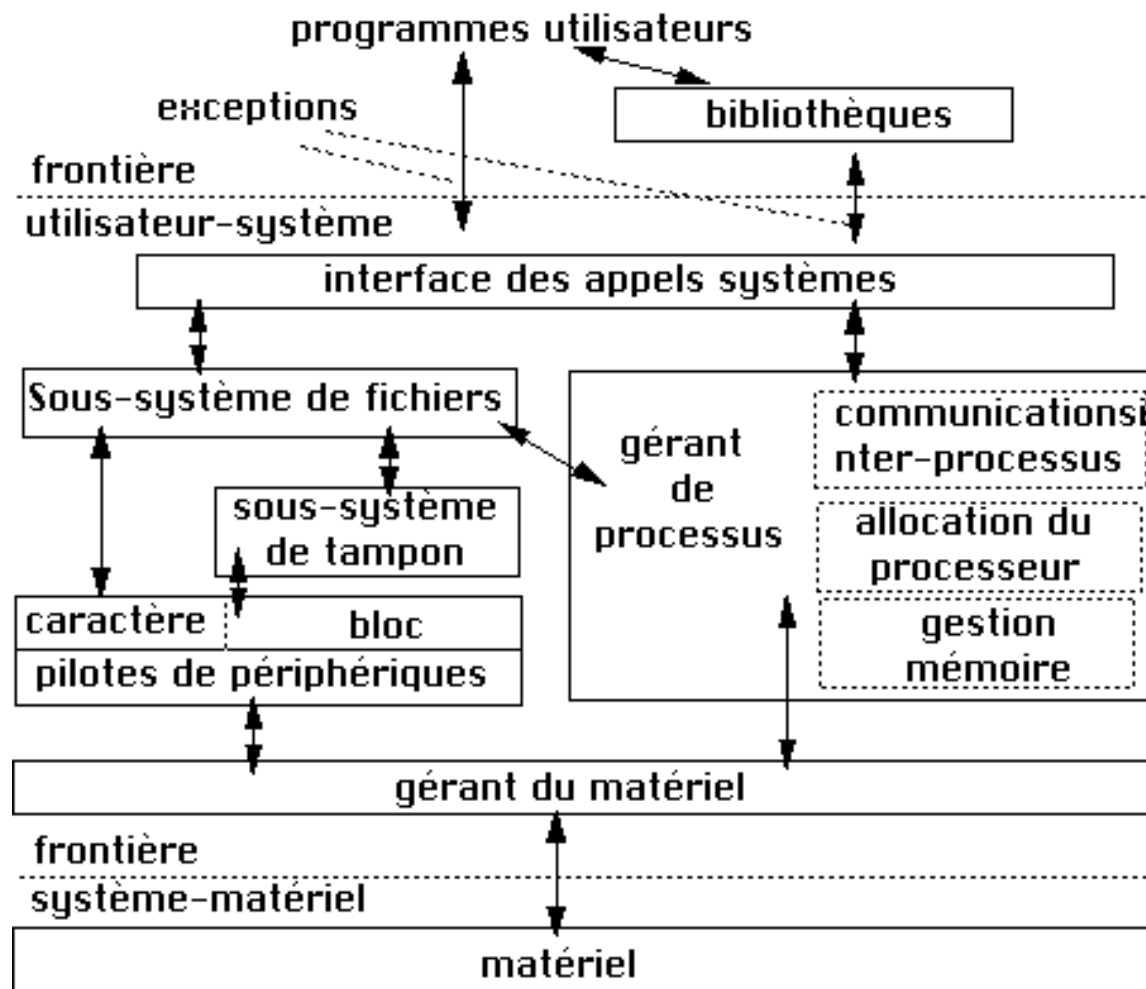 programmes utilisateurs
exceptions
bibliothèques
frontière
utilisateur-système
interface des appels systèmes
Sous-système de fichiers
gérant
de
processus
communicationsi
nter-processus
sous-système
de tampon
allocation du
processeur
caractère
bloc
gestion
mémoire
pilotes de périphériques
gérant du matériel
frontière
système-matériel
matériel